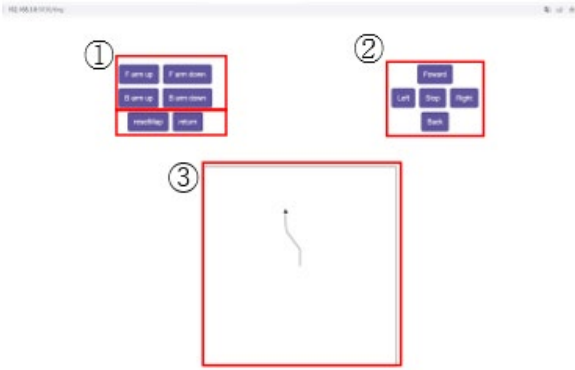 ①
②
F arm up F arm down
Foward
B arm up B arm down
Left Stop Right
resetMap return
Back
③